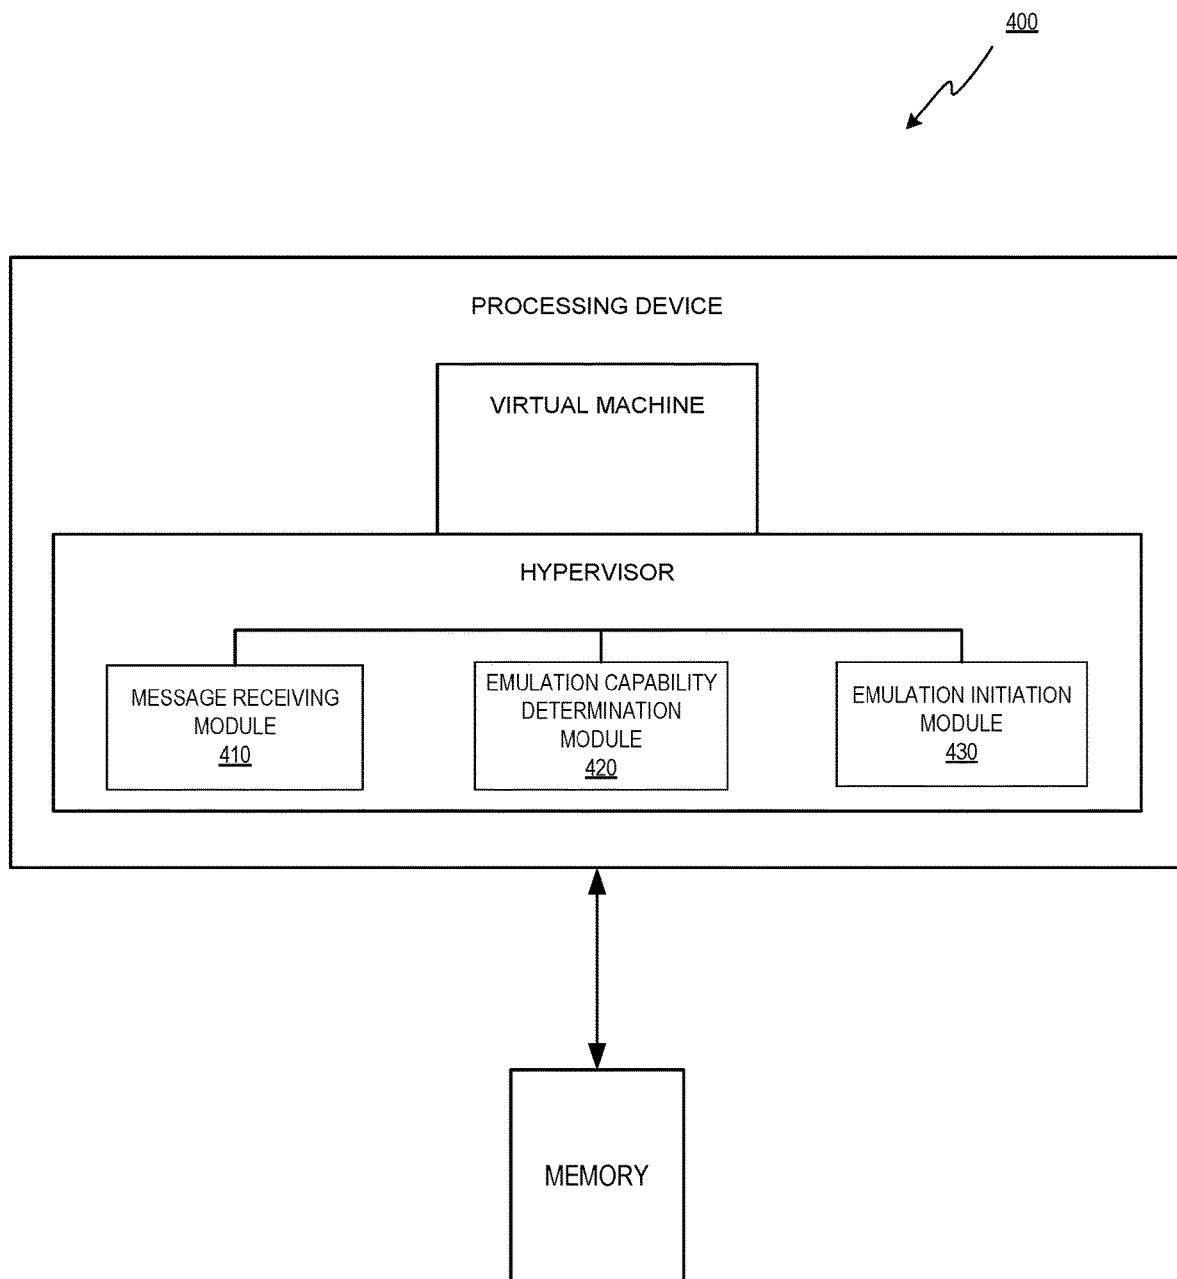 400
PROCESSING DEVICE
VIRTUAL MACHINE
HYPERVISOR
MESSAGE RECEIVING
MODULE
410
EMULATION CAPABILITY
DETERMINATION
MODULE
420
EMULATION INITIATION
MODULE
430
MEMORY